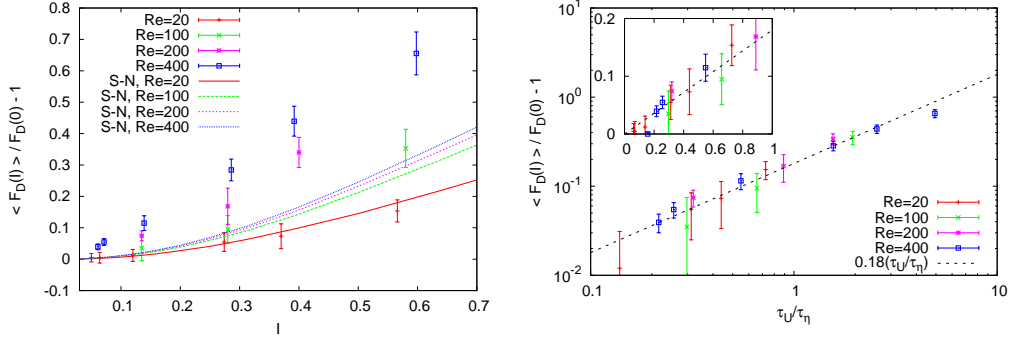 < F_D(I) > / F_D(0) - 1
0.8
0.7
0.6
0.5
0.4
0.3
0.2
0.1
0
-0.1
Re=20
Re=100
Re=200
Re=400
S-N, Re=20
S-N, Re=100
S-N, Re=200
S-N, Re=400
0.1 0.2 0.3 0.4 0.5 0.6 0.7
I
< F_D(I) > / F_D(0) - 1
10^1
10^0
10^-1
10^-2
0.2
0.1
0
0 0.2 0.4 0.6 0.8 1
Re=20
Re=100
Re=200
Re=400
0.18(τ_U/τ_η)
0.1 1 10
τ_U/τ_η